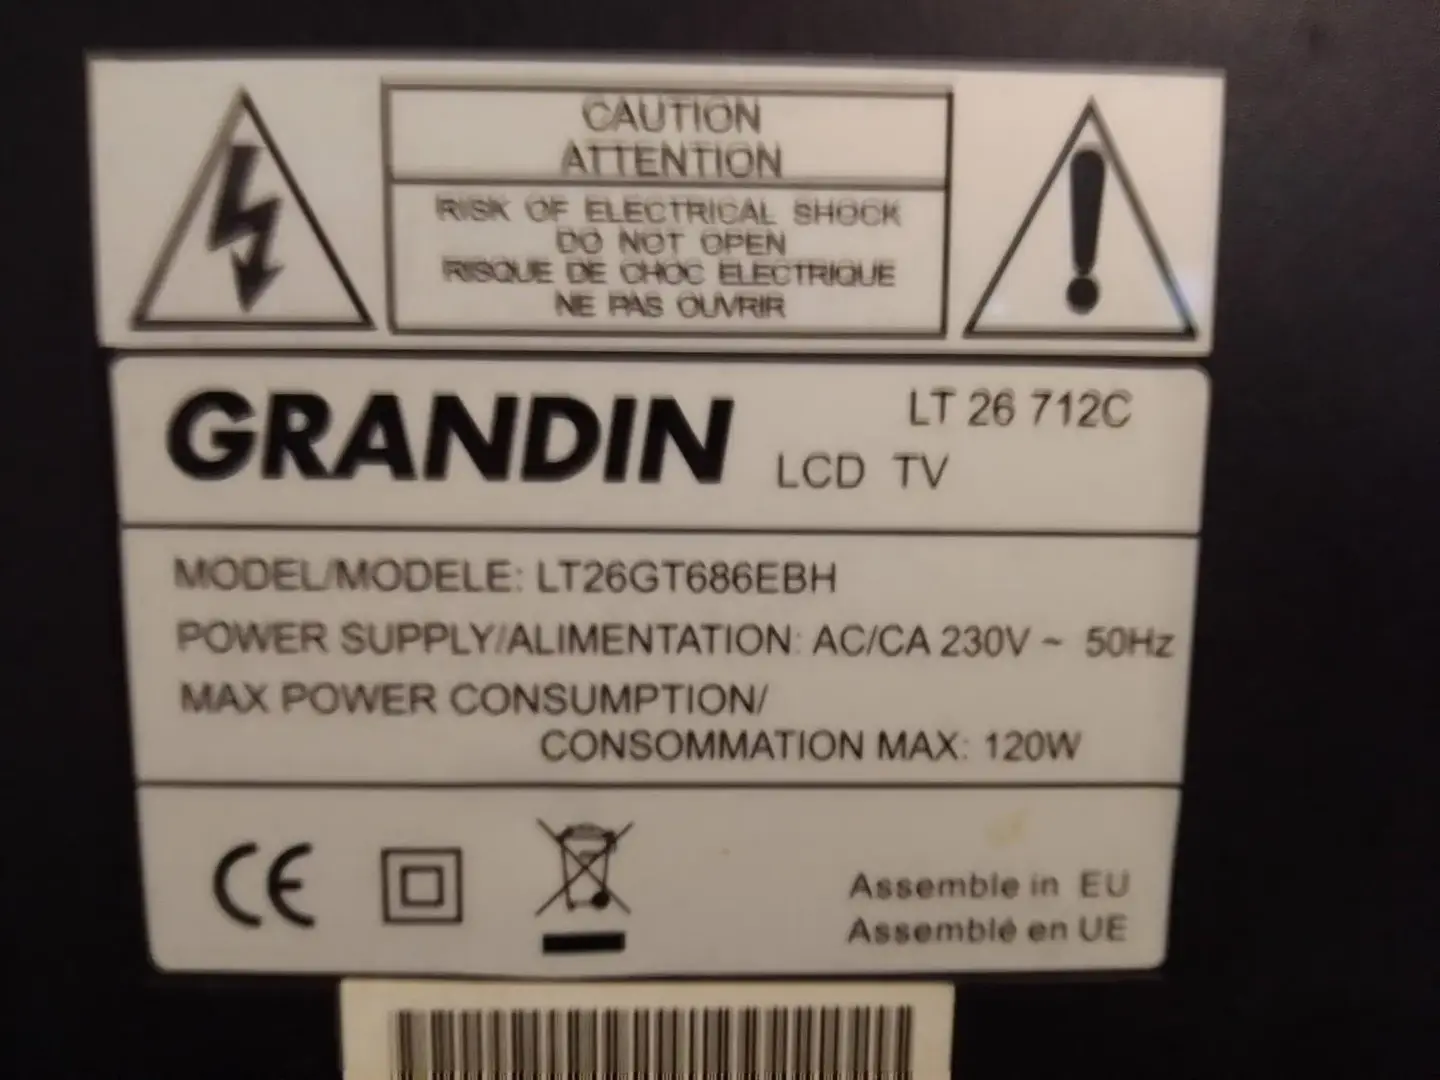 CAUTION
ATTENTION
RISK OF ELECTRICAL SHOCK
DO NOT OPEN
RISQUE DE CHOC ELECTRIQUE
NE PAS OUVRIR
GRANDIN
LT 26 712C
LCD TV
MODEL/MODELE: LT26GT686EBH
POWER SUPPLY/ALIMENTATION: AC/CA 230V ~ 50Hz
MAX POWER CONSUMPTION/
CONSOMMATION MAX: 120W
CE
Assemble in EU
Assemblé en UE